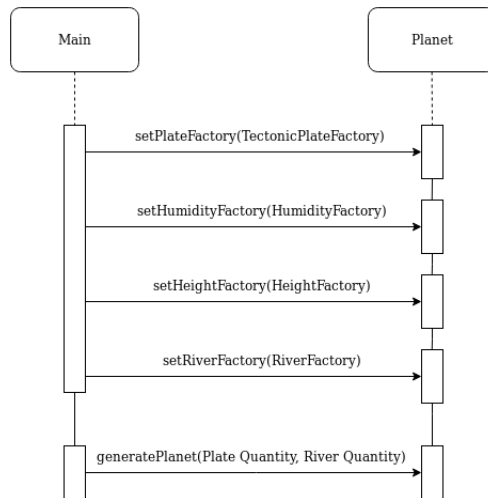 Main
Planet
setPlateFactory(TectonicPlateFactory)
setHumidityFactory(HumidityFactory)
setHeightFactory(HeightFactory)
setRiverFactory(RiverFactory)
generatePlanet(Plate Quantity, River Quantity)